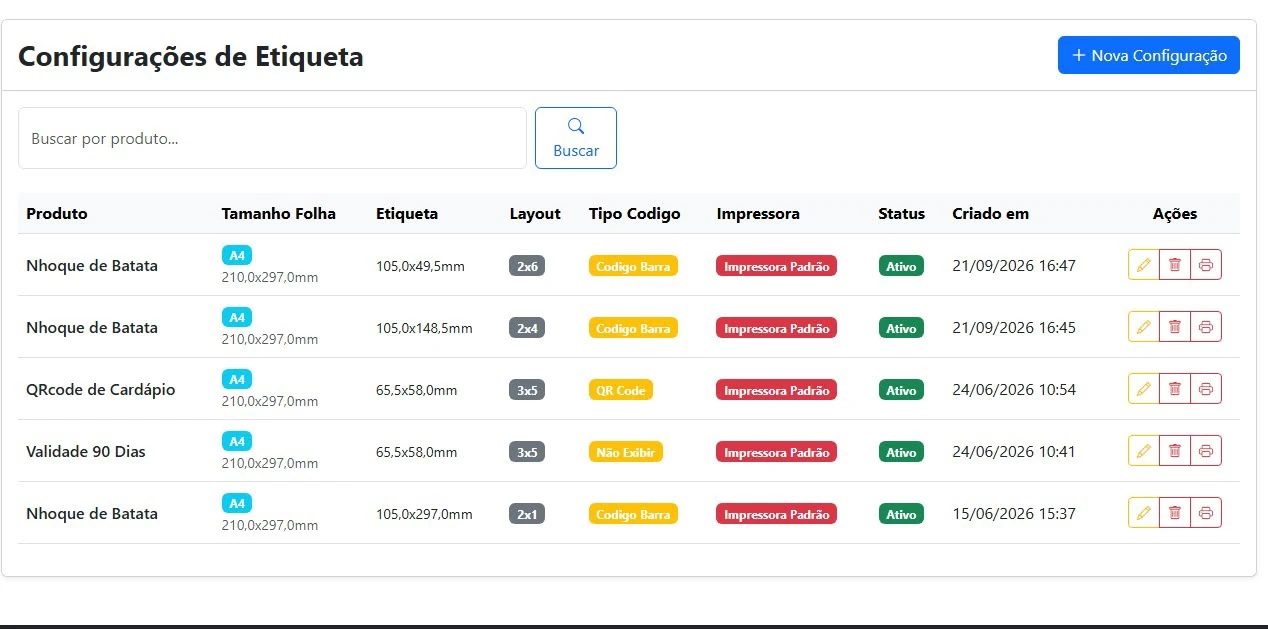 Configurações de Etiqueta
+ Nova Configuração
Buscar por produto...
Buscar
Produto Tamanho Folha Etiqueta Layout Tipo Codigo Impressora Status Criado em Ações
Nhoque de Batata A4 210,0x297,0mm 105,0x49,5mm 2x6 Codigo Barra Impressora Padrão Ativo 21/09/2026 16:47
Nhoque de Batata A4 210,0x297,0mm 105,0x148,5mm 2x4 Codigo Barra Impressora Padrão Ativo 21/09/2026 16:45
QRcode de Cardápio A4 210,0x297,0mm 65,5x58,0mm 3x5 QR Code Impressora Padrão Ativo 24/06/2026 10:54
Validade 90 Dias A4 210,0x297,0mm 65,5x58,0mm 3x5 Não Exibir Impressora Padrão Ativo 24/06/2026 10:41
Nhoque de Batata A4 210,0x297,0mm 105,0x297,0mm 2x1 Codigo Barra Impressora Padrão Ativo 15/06/2026 15:37